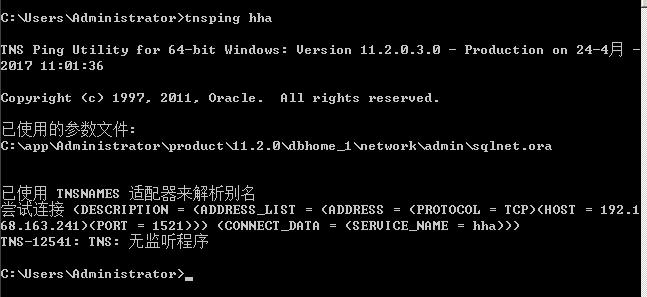 C:\Users\Administrator>tnsping hha
TNS Ping Utility for 64-bit Windows: Version 11.2.0.3.0 - Production on 24-4月 -
2017 11:01:36
Copyright (c) 1997, 2011, Oracle.  All rights reserved.
已使用的参数文件:
C:\app\Administrator\product\11.2.0\dbhome_1\network\admin\sqlnet.ora
已使用 TNSNAMES 适配器来解析别名
尝试连接 (DESCRIPTION = (ADDRESS_LIST = (ADDRESS = (PROTOCOL = TCP)(HOST = 192.1
68.163.241)(PORT = 1521))) (CONNECT_DATA = (SERVICE_NAME = hha)))
TNS-12541: TNS: 无监听程序
C:\Users\Administrator>_